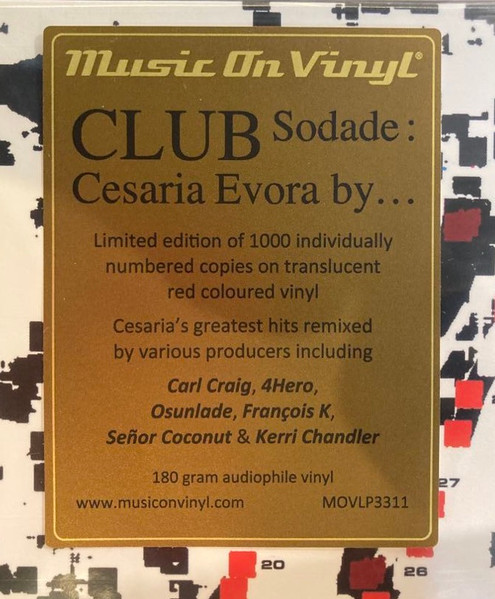 Music On Vinyl®
CLUB Sodade:
Cesaria Evora by...
Limited edition of 1000 individually
numbered copies on translucent
red coloured vinyl
Cesaria's greatest hits remixed
by various producers including
Carl Craig, 4Hero,
Osunlade, François K,
Señor Coconut & Kerri Chandler
180 gram audiophile vinyl
www.musiconvinyl.com MOVLP3311
27
20
26